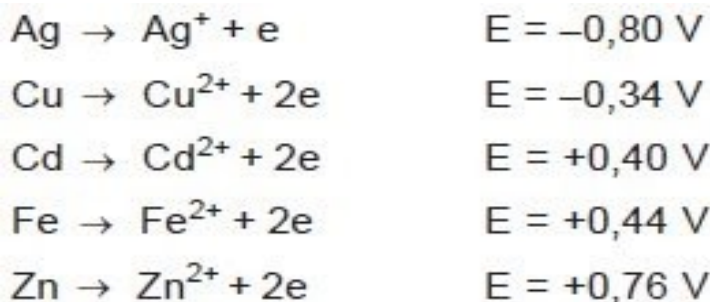 Ag → Ag⁺ + e E = –0,80 V
Cu → Cu²⁺ + 2e E = –0,34 V
Cd → Cd²⁺ + 2e E = +0,40 V
Fe → Fe²⁺ + 2e E = +0,44 V
Zn → Zn²⁺ + 2e E = +0,76 V